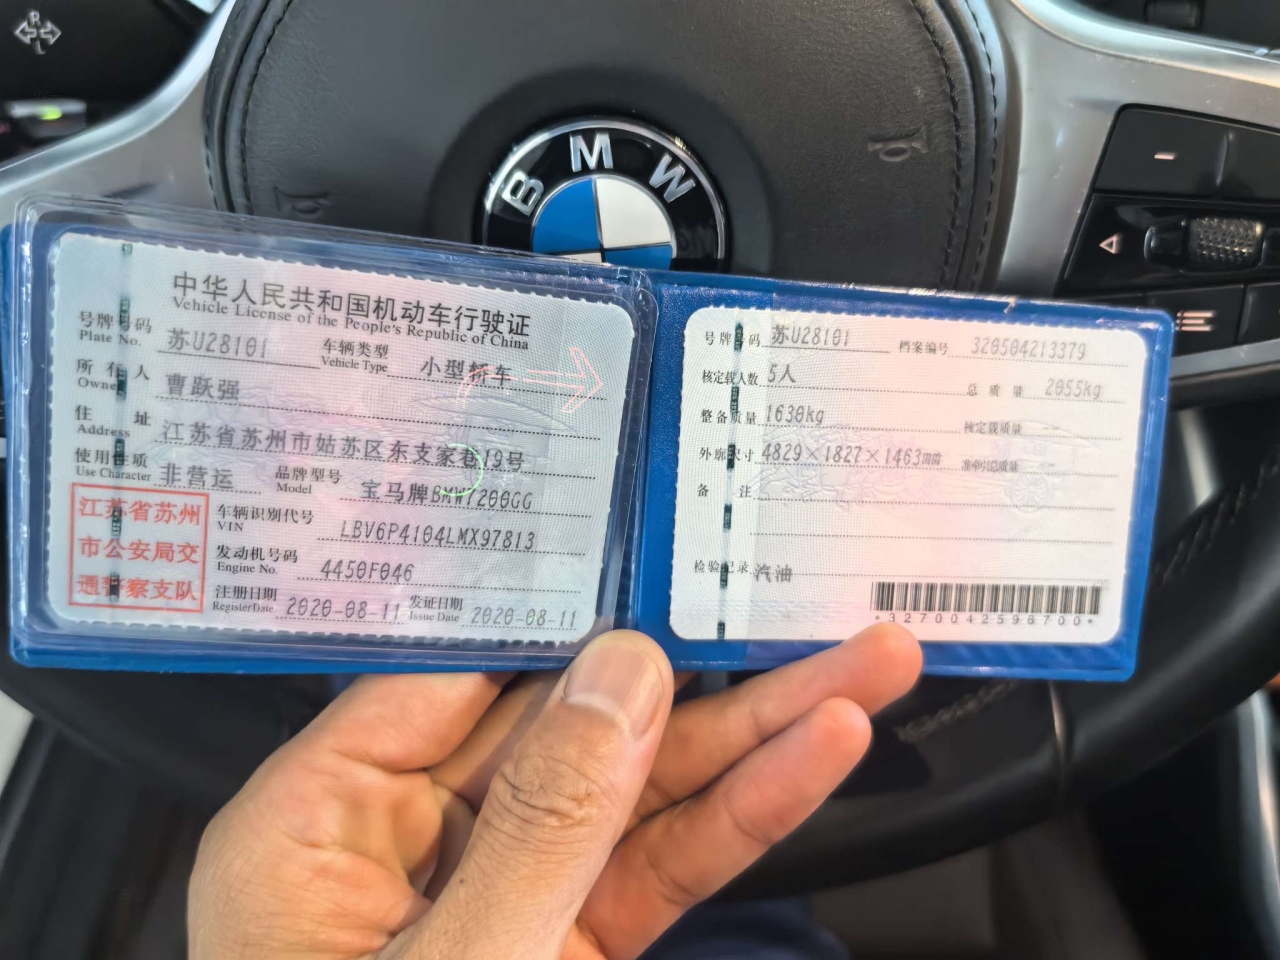 R
L
BMW
中华人民共和国机动车行驶证
Vehicle License of the People's Republic of China
号牌号码 苏U28101 车辆类型 小型轿车
Plate No. Vehicle Type
所有人 曹跃强
Owner
住址 江苏省苏州市姑苏区东支家巷19号
Address
使用性质 非营运 品牌型号 宝马牌BMW7200GG
Use Character Model
江苏省苏州
市公安局交
通警察支队
车辆识别代号 LBV6P4104LMX97813
VIN
发动机号码 4450F046
Engine No.
注册日期 2020-08-11 发证日期 2020-08-11
Register Date Issue Date
号牌号码 苏U28101 档案编号 320504213379
核定载人数 5人 总质量 2055kg
整备质量 1630kg 核定载质量
外廓尺寸 4829×1827×1463mm 准牵引总质量
备注
检验记录 汽油
*3270042596700*